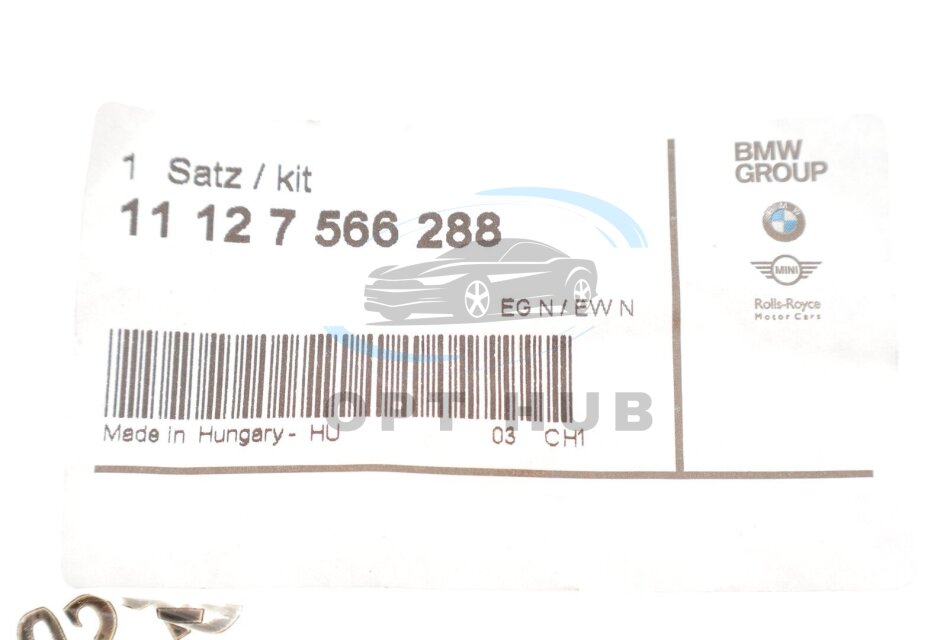 1 Satz / kit
11 12 7 566 288
EG N / EW N
Made in Hungary - HU 03 CH1
BMW
GROUP
BMW
MINI
Rolls-Royce
Motor Cars
OPT HUB